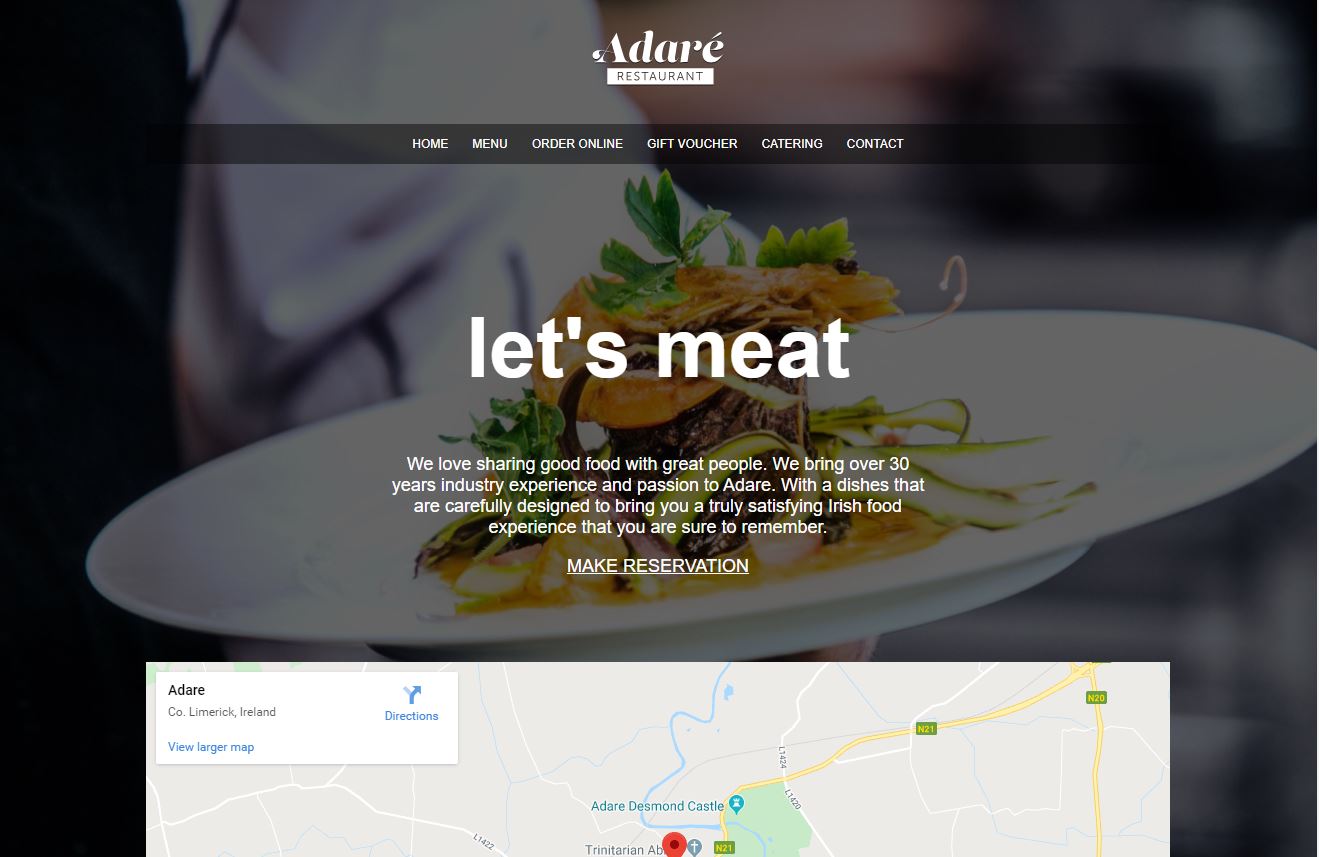 Adaré
RESTAURANT
HOME MENU ORDER ONLINE GIFT VOUCHER CATERING CONTACT
let's meat
We love sharing good food with great people. We bring over 30
years industry experience and passion to Adare. With a dishes that
are carefully designed to bring you a truly satisfying Irish food
experience that you are sure to remember.
MAKE RESERVATION
Adare
Co. Limerick, Ireland
Directions
View larger map
N20
N21
L1424
L1420
Adare Desmond Castle
L1422
Trinitarian Ab
N21